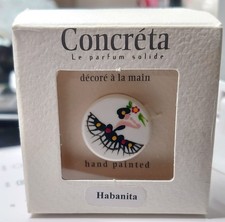 Concréta
Le parfum solide
décoré à la main
hand painted
Habanita